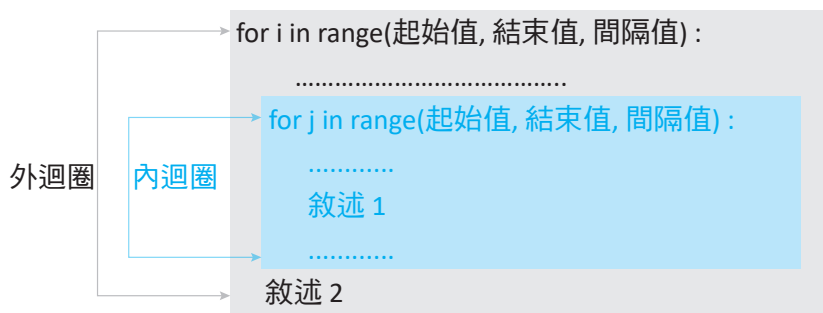 for i in range(起始值, 結束值, 間隔值) :
..........................................
for j in range(起始值, 結束值, 間隔值) :
............
外迴圈
內迴圈
敘述 1
............
敘述 2